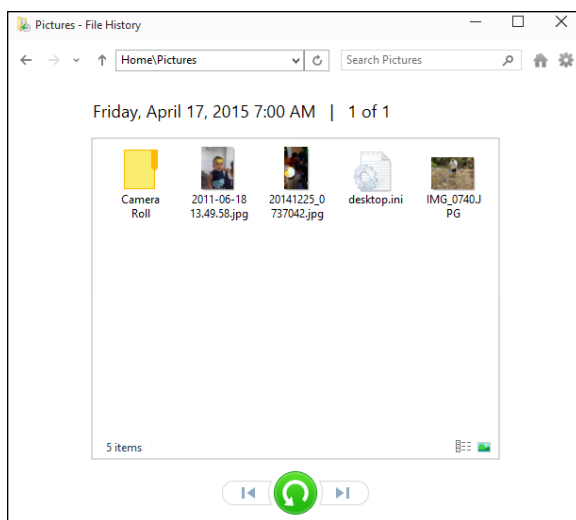 Pictures - File History
Home\Pictures
Search Pictures
Friday, April 17, 2015 7:00 AM | 1 of 1
Camera
Roll
2011-06-18
13.49.58.jpg
20141225_0
737042.jpg
desktop.ini
IMG_0740.J
PG
5 items